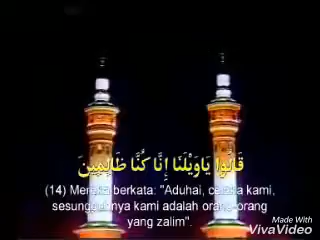 قَالُوا يَاوَيْلَنَا إِنَّا كُنَّا ظَالِمِينَ
(14) Mereka berkata: "Aduhai, celaka kami,
sesungguhnya kami adalah orang-orang
yang zalim".
Made With
VivaVideo